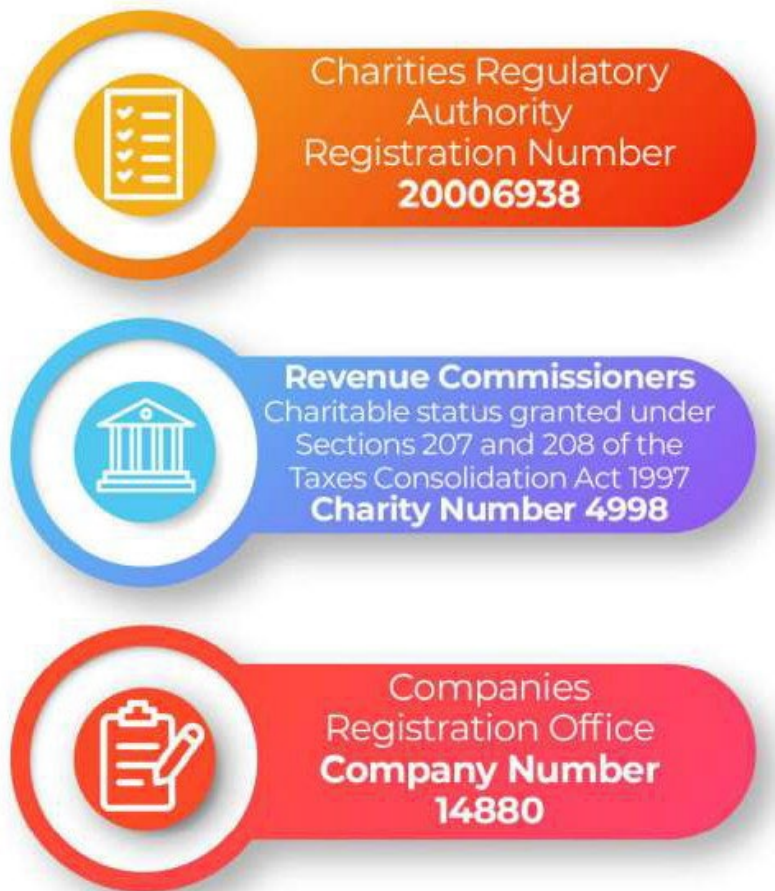 Charities Regulatory
Authority
Registration Number
20006938
Revenue Commissioners
Charitable status granted under
Sections 207 and 208 of the
Taxes Consolidation Act 1997
Charity Number 4998
Companies
Registration Office
Company Number
14880